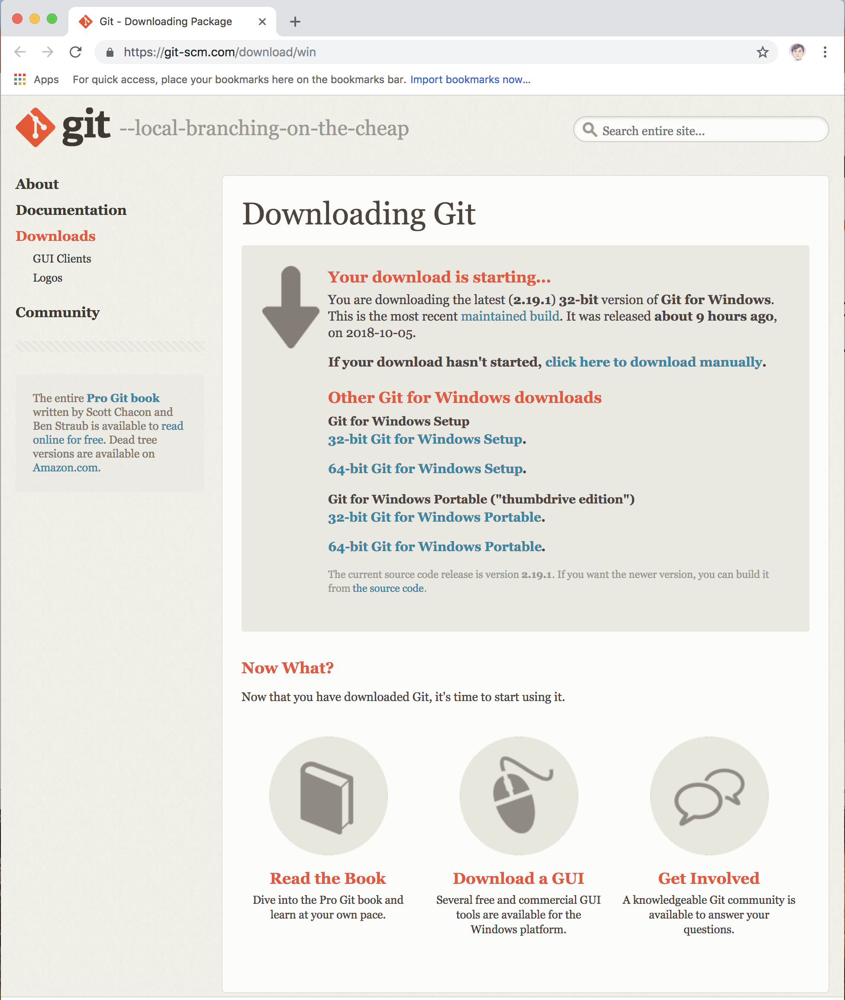 Git - Downloading Package
https://git-scm.com/download/win
Apps For quick access, place your bookmarks here on the bookmarks bar. Import bookmarks now...
git --local-branching-on-the-cheap
Search entire site...
About
Documentation
Downloads
GUI Clients
Logos
Community
The entire Pro Git book
written by Scott Chacon and
Ben Straub is available to read
online for free. Dead tree
versions are available on
Amazon.com.
Downloading Git
Your download is starting...
You are downloading the latest (2.19.1) 32-bit version of Git for Windows.
This is the most recent maintained build. It was released about 9 hours ago,
on 2018-10-05.
If your download hasn't started, click here to download manually.
Other Git for Windows downloads
Git for Windows Setup
32-bit Git for Windows Setup.
64-bit Git for Windows Setup.
Git for Windows Portable ("thumbdrive edition")
32-bit Git for Windows Portable.
64-bit Git for Windows Portable.
The current source code release is version 2.19.1. If you want the newer version, you can build it
from the source code.
Now What?
Now that you have downloaded Git, it's time to start using it.
Read the Book
Dive into the Pro Git book and
learn at your own pace.
Download a GUI
Several free and commercial GUI
tools are available for the
Windows platform.
Get Involved
A knowledgeable Git community is
available to answer your
questions.